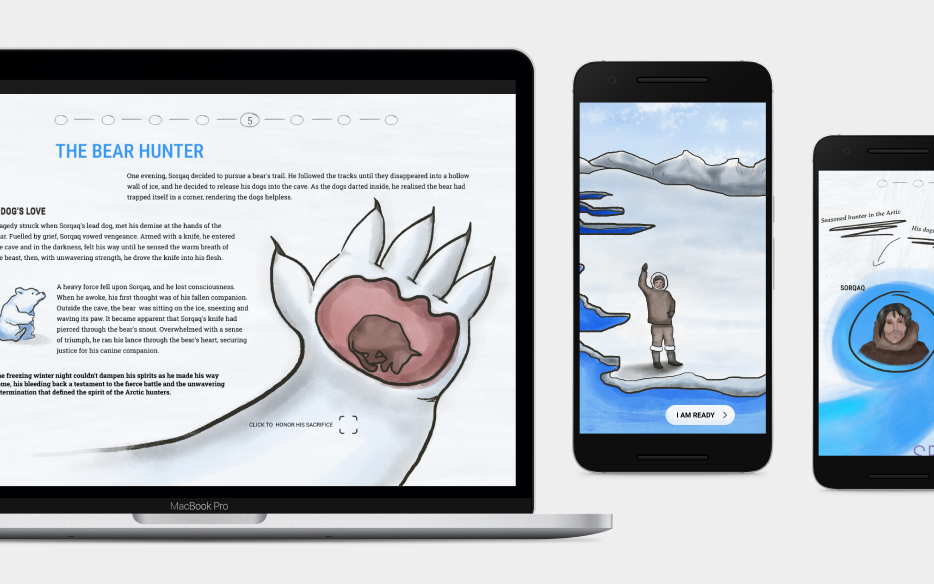 5
THE BEAR HUNTER
One evening, Sorqaq decided to pursue a bear's trail. He followed the tracks until they disappeared into a hollow
wall of ice, and he decided to release his dogs into the cave. As the dogs darted inside, he realised the bear had
trapped itself in a corner, rendering the dogs helpless.
DOG'S LOVE
agedy struck when Sorqaq's lead dog, met his demise at the hands of the
ar. Fuelled by grief, Sorqaq vowed vengeance. Armed with a knife, he entered
e cave and in the darkness, felt his way until he sensed the warm breath of
e beast, then, with unwavering strength, he drove the knife into his flesh.
A heavy force fell upon Sorqaq, and he lost consciousness.
When he awoke, his first thought was of his fallen companion.
Outside the cave, the bear was sitting on the ice, sneezing and
waving its paw. It became apparent that Sorqaq's knife had
pierced through the bear's snout. Overwhelmed with a sense
of triumph, he ran his lance through the bear's heart, securing
justice for his canine companion.
e freezing winter night couldn't dampen his spirits as he made his way
ome, his bleeding back a testament to the fierce battle and the unwavering
termination that defined the spirit of the Arctic hunters.
CLICK TO HONOR HIS SACRIFICE
MacBook Pro
I AM READY
Seasoned hunter in the Artic
His dogs
SORQAQ